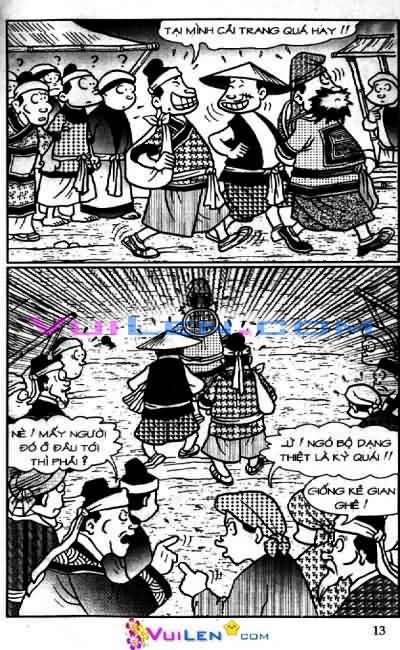 TẠI MÌNH CẢI TRANG QUÁ HAY !!
?
?
?
?
VuiLen.com
NÈ ! MẤY NGƯỜI
ĐÓ Ở ĐÂU TỚI
THÌ PHẢI ?
Ừ ! NGÓ BỘ DẠNG
THIỆT LÀ KỲ QUÁI !!
GIỐNG KẺ GIAN
GHÊ !
13
VuiLen.com